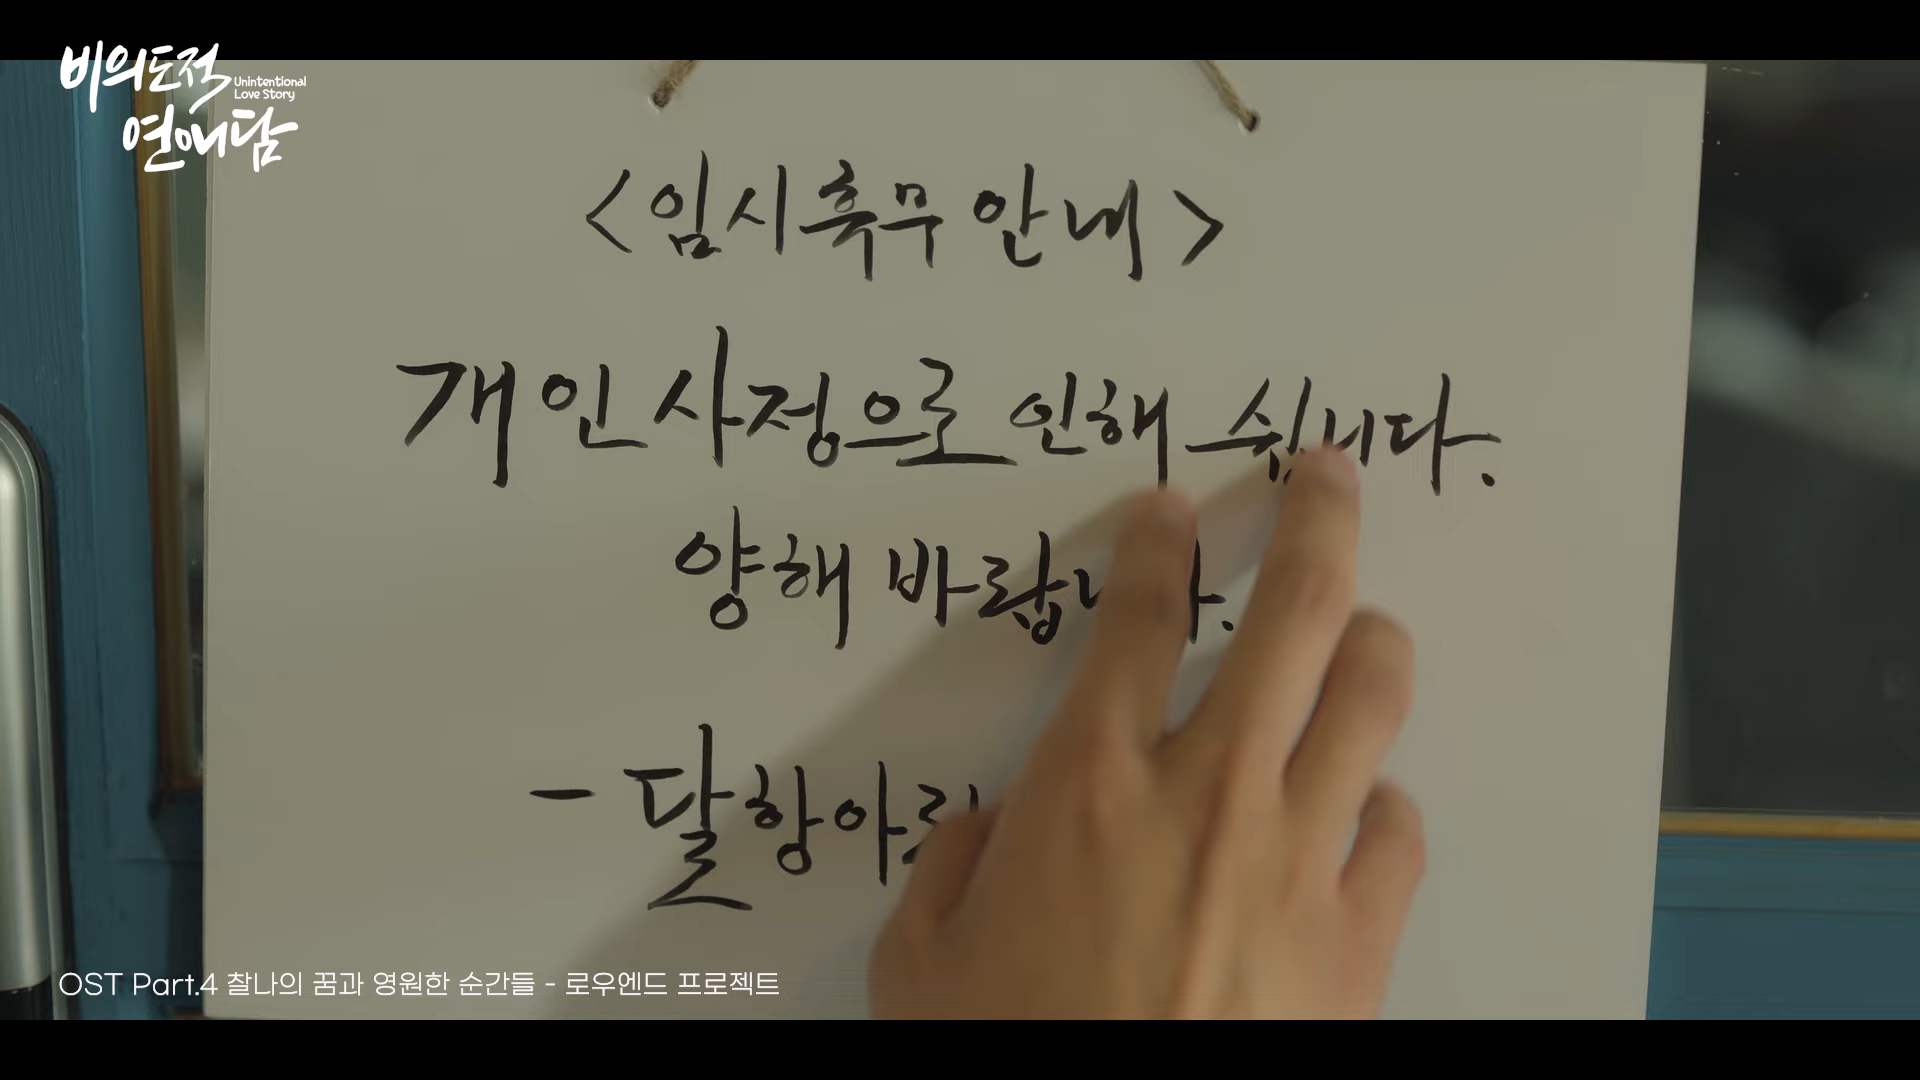 비의도적
Unintentional
Love Story
연애담
<임시휴무 안내>
개인 사정으로 인해 쉽니다.
양해 바랍니다.
- 달항아리
OST Part.4 찰나의 꿈과 영원한 순간들 - 로우엔드 프로젝트